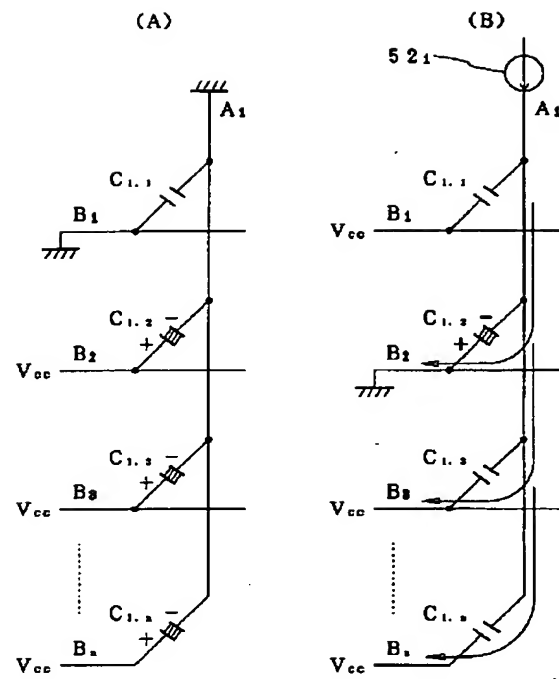 (A)
A₁
C₁.₁
B₁
C₁.₂
B₂
Vcc
C₁.₃
B₃
Vcc
C₁.ₙ
Bₙ
Vcc
+ −
+ −
+ −
(B)
52₁
A₁
C₁.₁
B₁
Vcc
C₁.₂
B₂
+ −
C₁.₃
B₃
Vcc
C₁.ₙ
Bₙ
Vcc